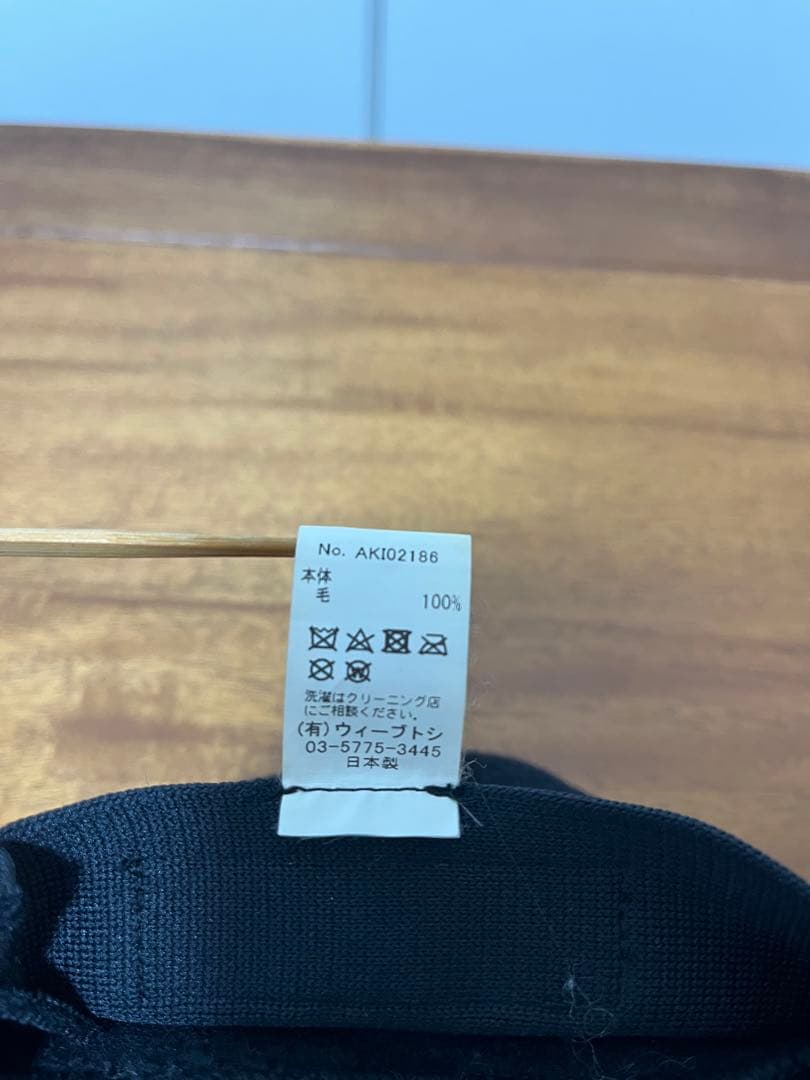 No. AKI02186
本体
毛 100%
洗濯はクリーニング店
にご相談ください。
(有)ウィーブトシ
03-5775-3445
日本製